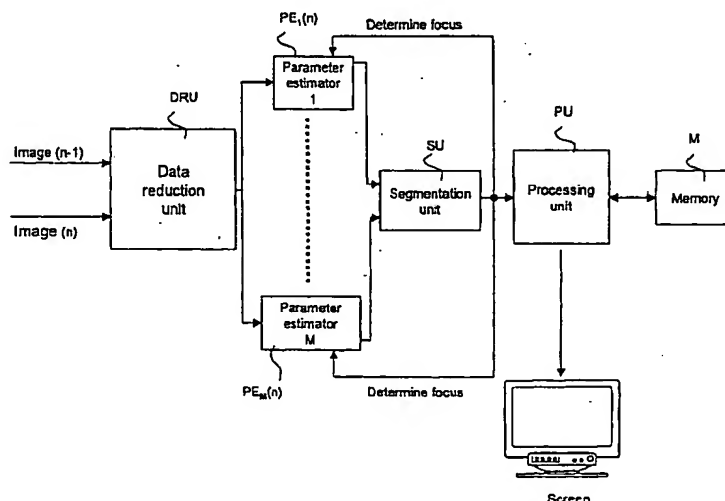 PE₁(n)
Determine focus
Parameter
estimator
1
DRU
PU
Image (n-1)
SU
M
Data
reduction
unit
Segmentation
unit
Processing
unit
Memory
Image (n)
Parameter
estimator
M
PEₘ(n)
Determine focus
Screen